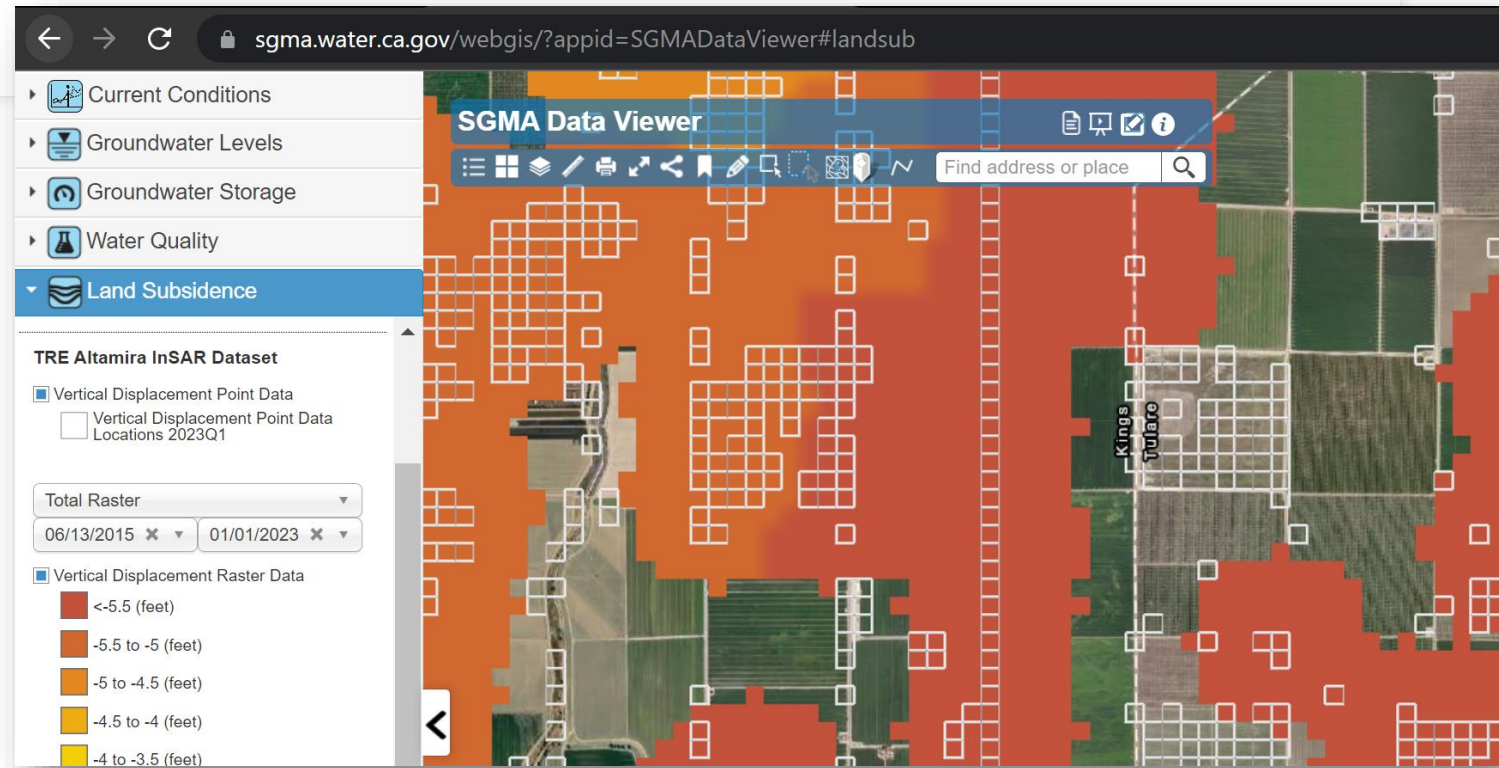 sgma.water.ca.gov/webgis/?appid=SGMADataViewer#landsub
Current Conditions
Groundwater Levels
Groundwater Storage
Water Quality
Land Subsidence
TRE Altamira InSAR Dataset
Vertical Displacement Point Data
Vertical Displacement Point Data
Locations 2023Q1
Total Raster
06/13/2015
01/01/2023
Vertical Displacement Raster Data
<-5.5 (feet)
-5.5 to -5 (feet)
-5 to -4.5 (feet)
-4.5 to -4 (feet)
-4 to -3.5 (feet)
SGMA Data Viewer
Find address or place
Kings
Tulare